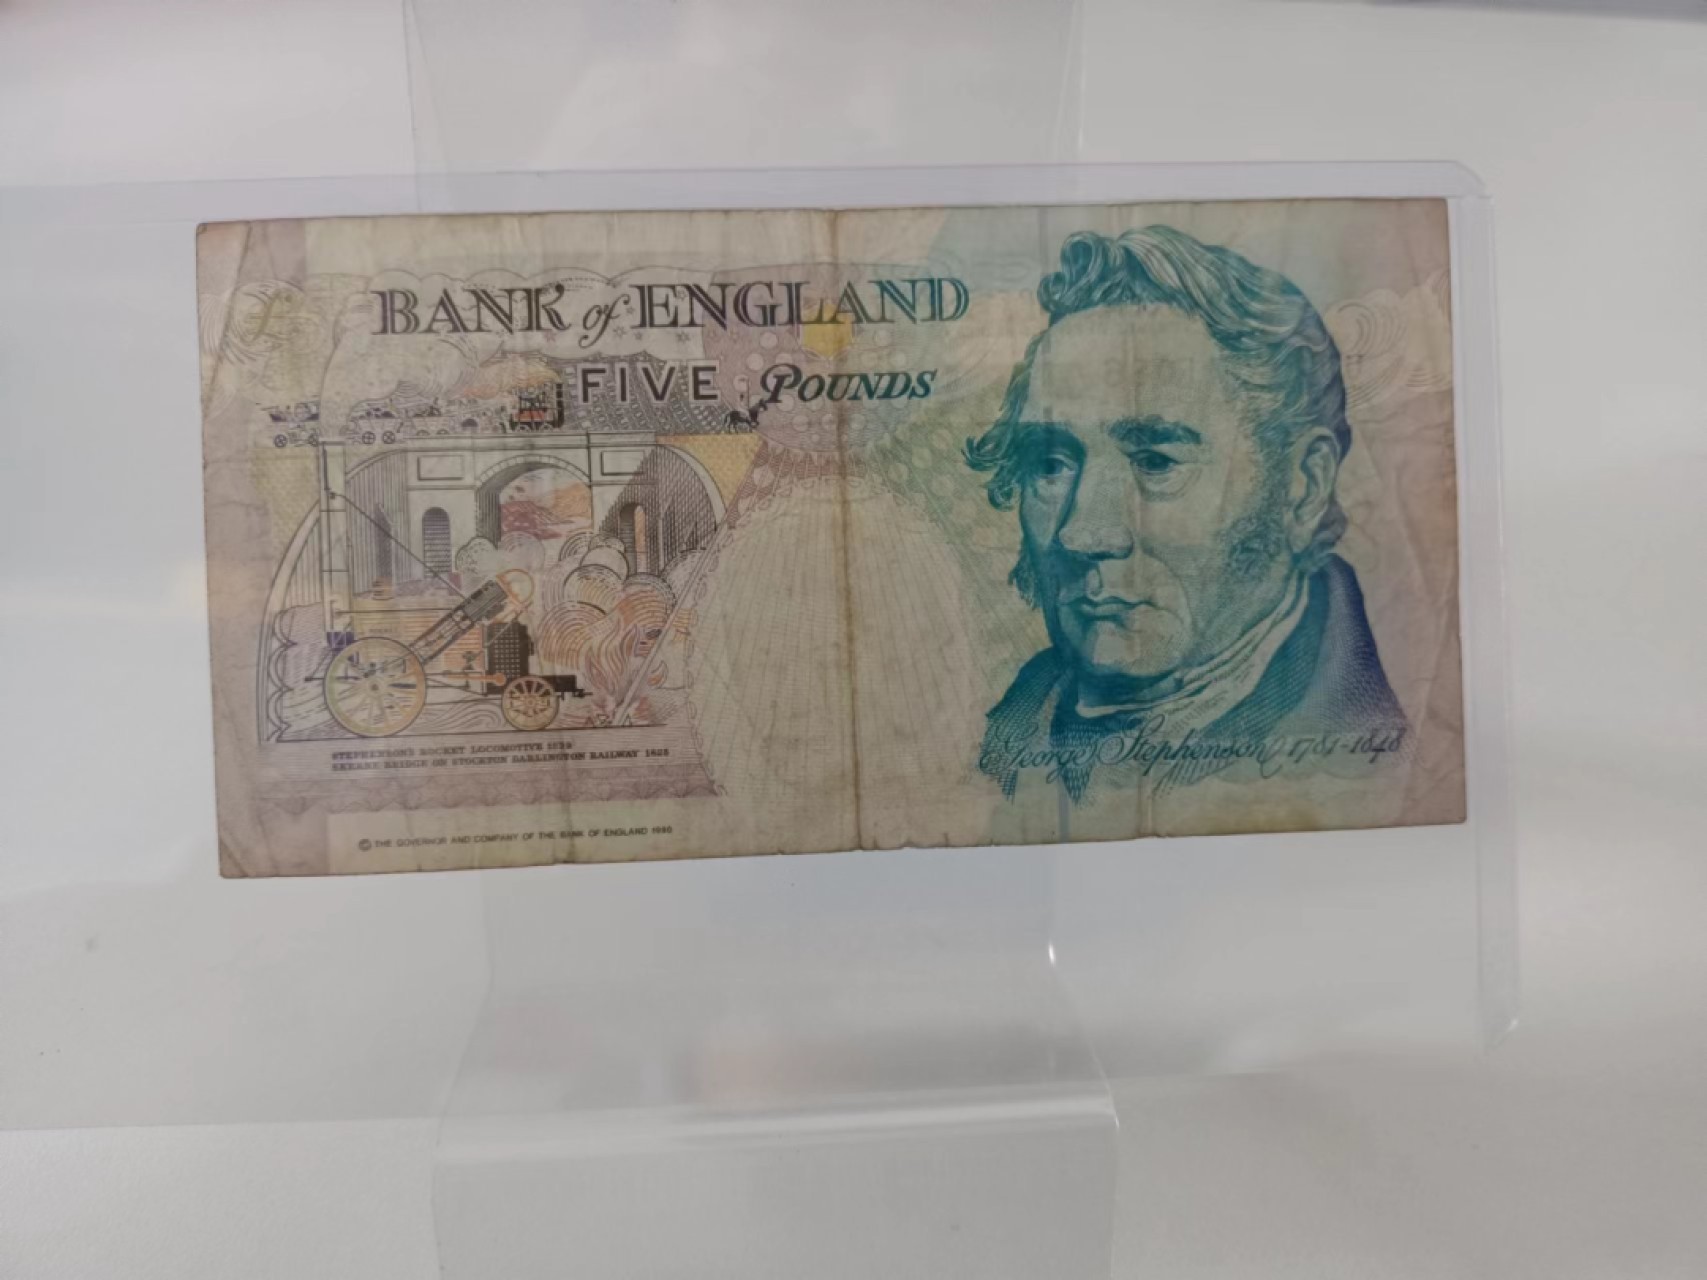 BANK of ENGLAND
FIVE POUNDS
STEPHENSON'S ROCKET LOCOMOTIVE 1829
SKERNE BRIDGE ON STOCKTON DARLINGTON RAILWAY 1825
George Stephenson 1781-1848
© THE GOVERNOR AND COMPANY OF THE BANK OF ENGLAND 1990